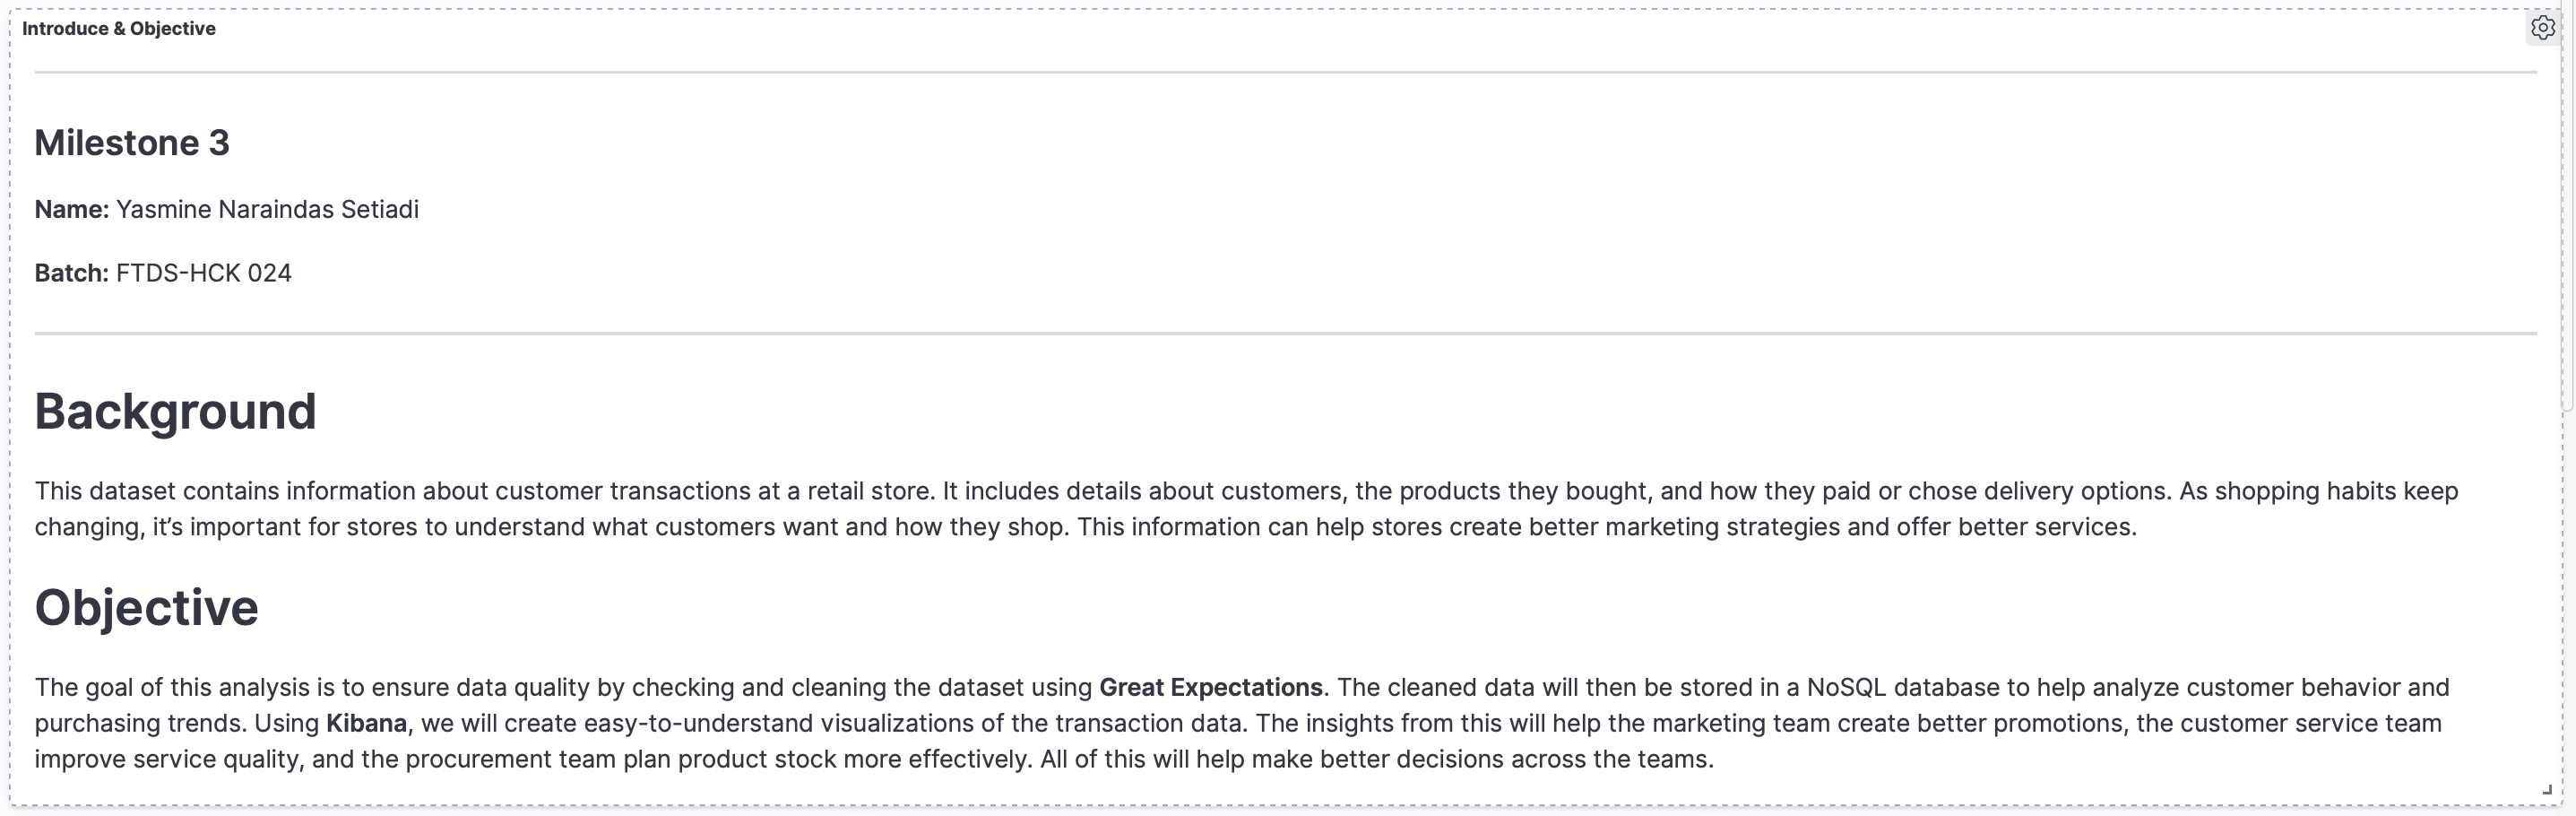 Introduce & Objective
Milestone 3
Name: Yasmine Naraindas Setiadi
Batch: FTDS-HCK 024
Background
This dataset contains information about customer transactions at a retail store. It includes details about customers, the products they bought, and how they paid or chose delivery options. As shopping habits keep
changing, it’s important for stores to understand what customers want and how they shop. This information can help stores create better marketing strategies and offer better services.
Objective
The goal of this analysis is to ensure data quality by checking and cleaning the dataset using Great Expectations. The cleaned data will then be stored in a NoSQL database to help analyze customer behavior and
purchasing trends. Using Kibana, we will create easy-to-understand visualizations of the transaction data. The insights from this will help the marketing team create better promotions, the customer service team
improve service quality, and the procurement team plan product stock more effectively. All of this will help make better decisions across the teams.